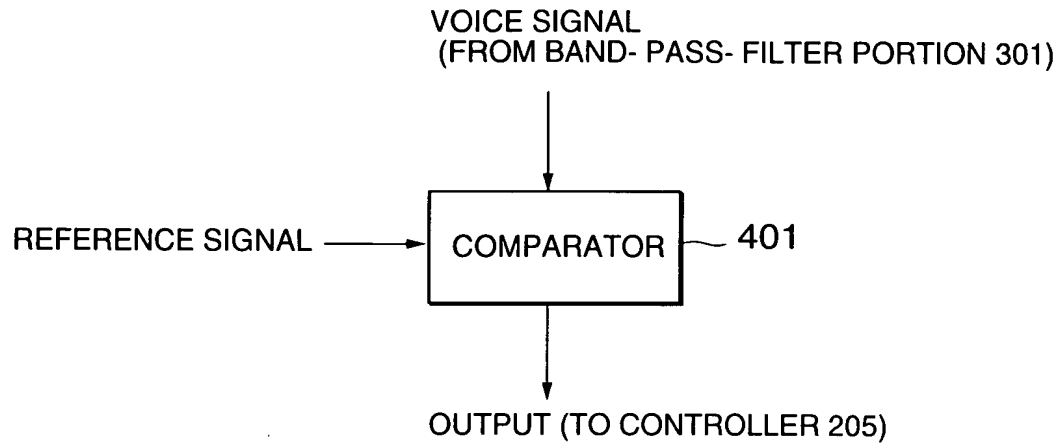 VOICE SIGNAL
(FROM BAND- PASS- FILTER PORTION 301)
REFERENCE SIGNAL
COMPARATOR
401
OUTPUT (TO CONTROLLER 205)